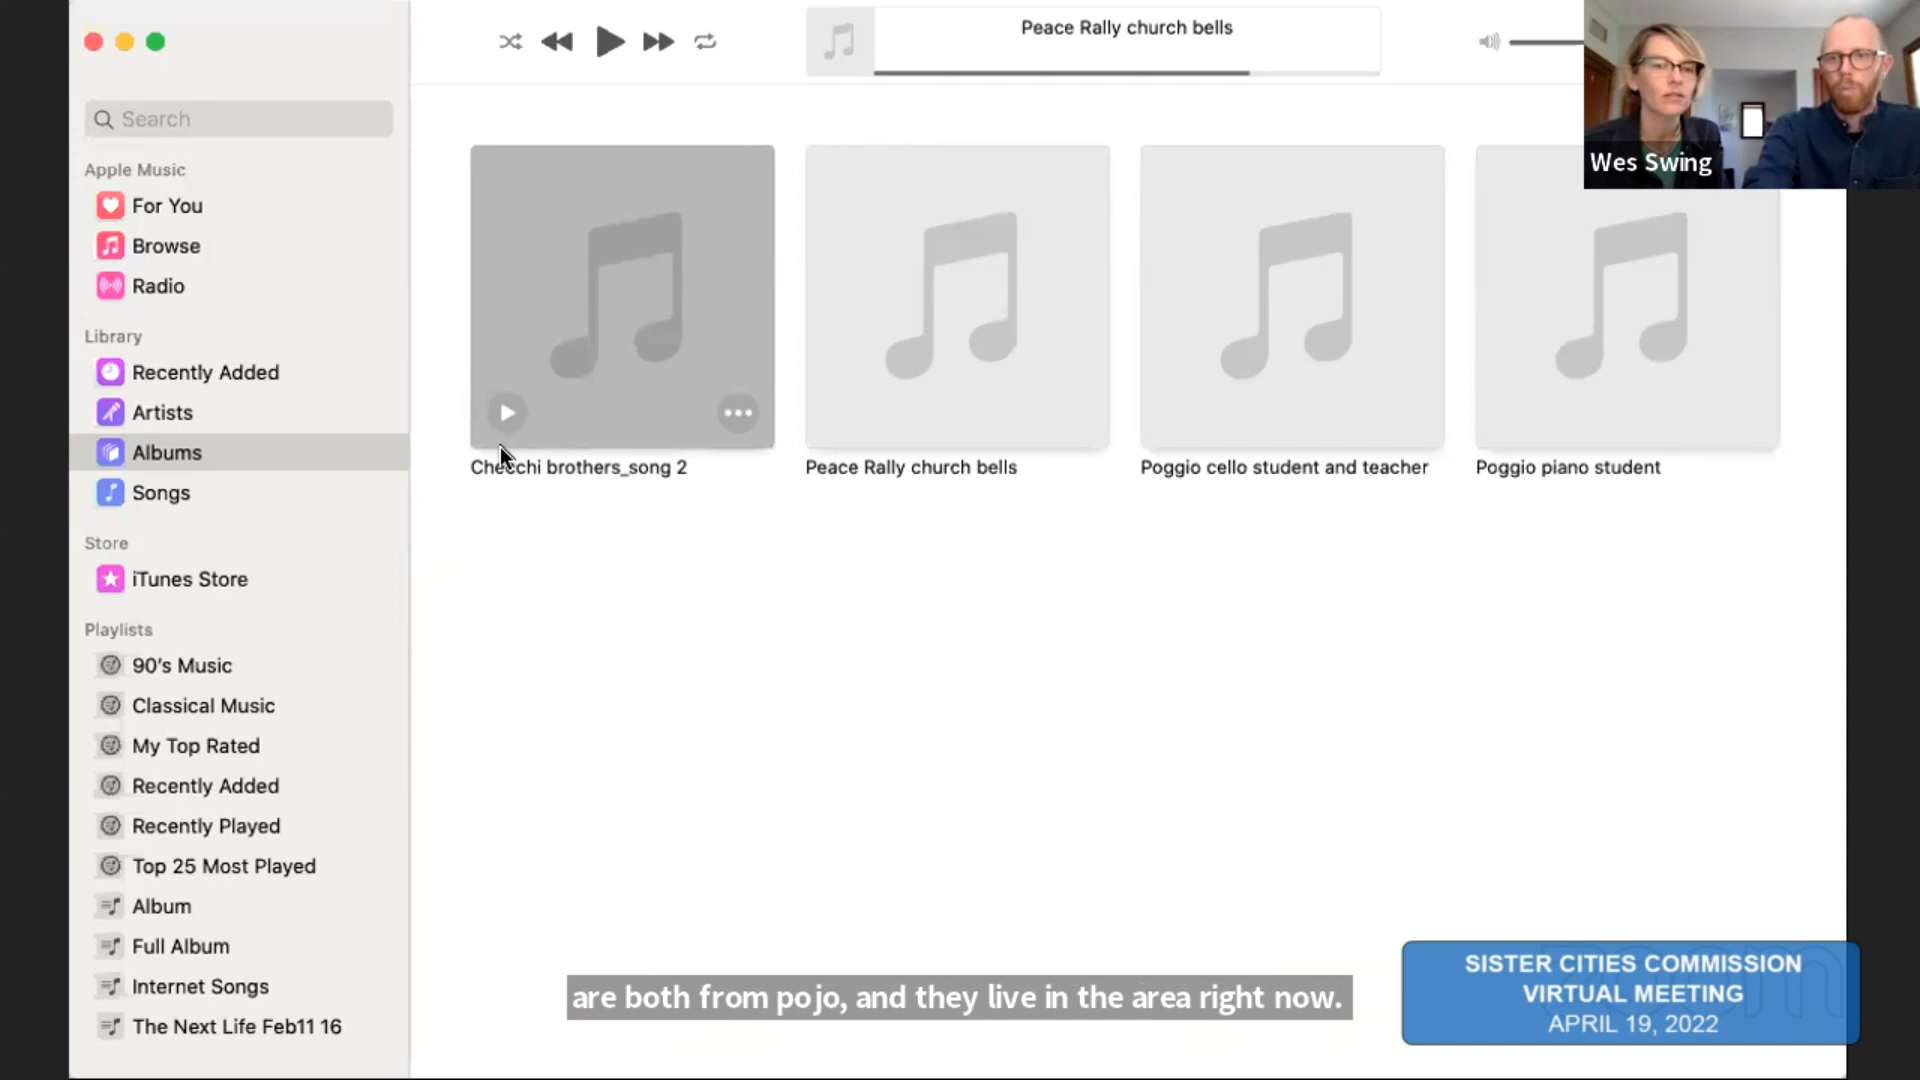 Peace Rally church bells
Wes Swing
Search
Apple Music
For You
Browse
Radio
Library
Recently Added
Artists
Albums
Songs
Store
iTunes Store
Playlists
90's Music
Classical Music
My Top Rated
Recently Added
Recently Played
Top 25 Most Played
Album
Full Album
Internet Songs
The Next Life Feb11 16
Checchi brothers_song 2
Peace Rally church bells
Poggio cello student and teacher
Poggio piano student
are both from pojo, and they live in the area right now.
SISTER CITIES COMMISSION
VIRTUAL MEETING
APRIL 19, 2022
zoom